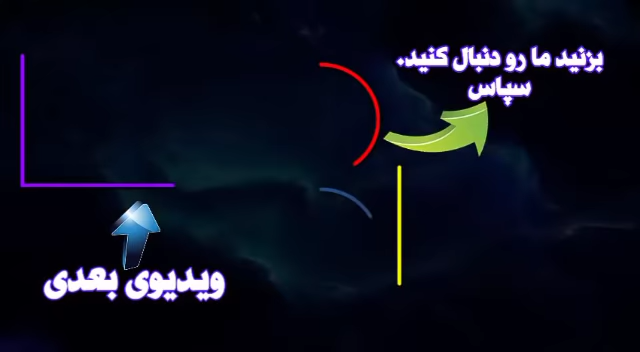 بزنید ما رو دنبال کنید.
سپاس
ویدیوی بعدی